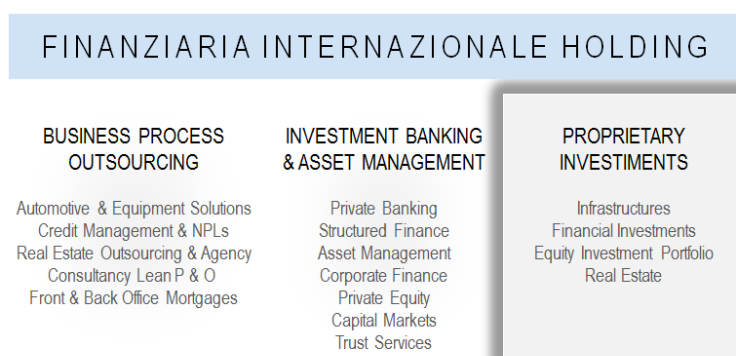 FINANZIARIA INTERNAZIONALE HOLDING
BUSINESS PROCESS
OUTSOURCING
Automotive & Equipment Solutions
Credit Management & NPLs
Real Estate Outsourcing & Agency
Consultancy Lean P & O
Front & Back Office Mortgages
INVESTMENT BANKING
& ASSET MANAGEMENT
Private Banking
Structured Finance
Asset Management
Corporate Finance
Private Equity
Capital Markets
Trust Services
PROPRIETARY
INVESTIMENTS
Infrastructures
Financial Investments
Equity Investment Portfolio
Real Estate